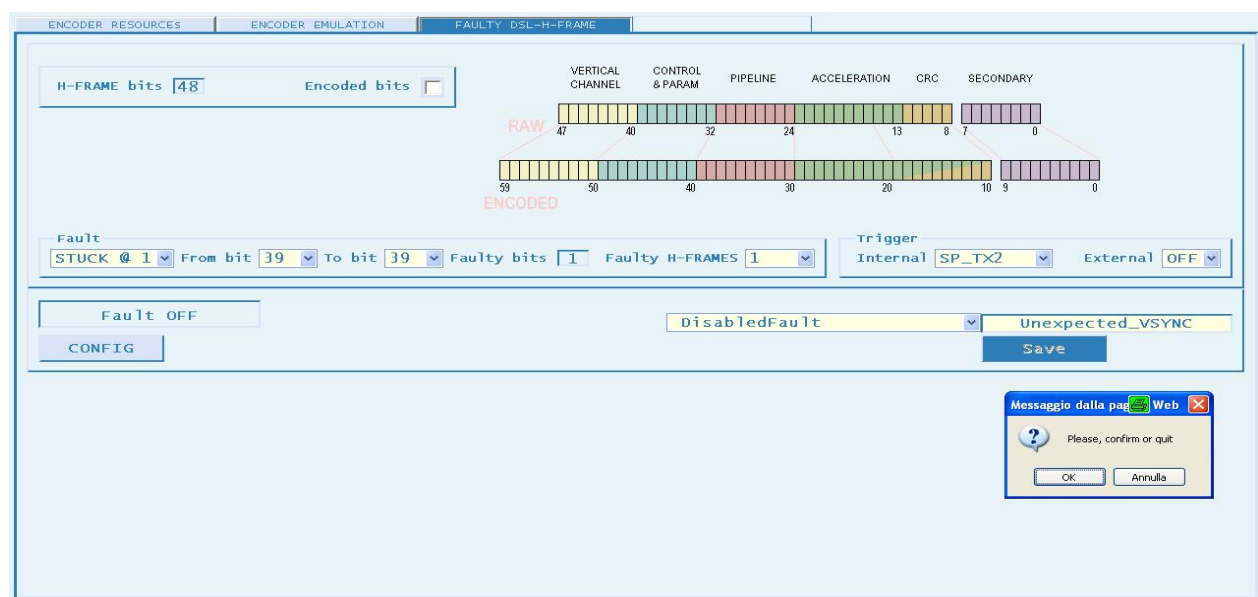 ENCODER RESOURCES ENCODER EMULATION FAULTY DSL-H-FRAME
H-FRAME bits 48 Encoded bits
VERTICAL CHANNEL CONTROL & PARAM PIPELINE ACCELERATION CRC SECONDARY
RAW
47 40 32 24 13 8 7 0
59 50 40 30 20 10 9 0
ENCODED
Fault
STUCK @ 1 From bit 39 To bit 39 Faulty bits 1 Faulty H-FRAMES 1
Trigger
Internal SP_TX2 External OFF
Fault OFF
DisabledFault Unexpected_VSYNC
CONFIG
Save
Messaggio dalla pag Web
Please, confirm or quit
OK Annulla